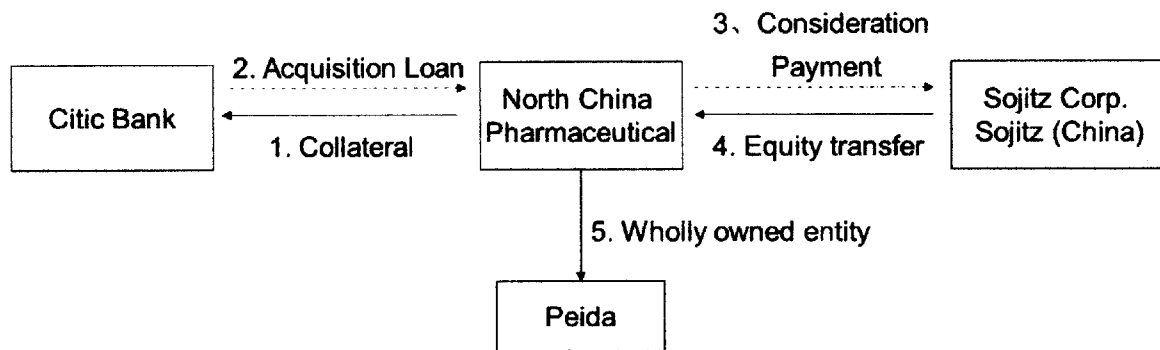 3、Consideration
Payment
2. Acquisition Loan
Citic Bank
North China
Pharmaceutical
Sojitz Corp.
Sojitz (China)
1. Collateral
4. Equity transfer
5. Wholly owned entity
Peida